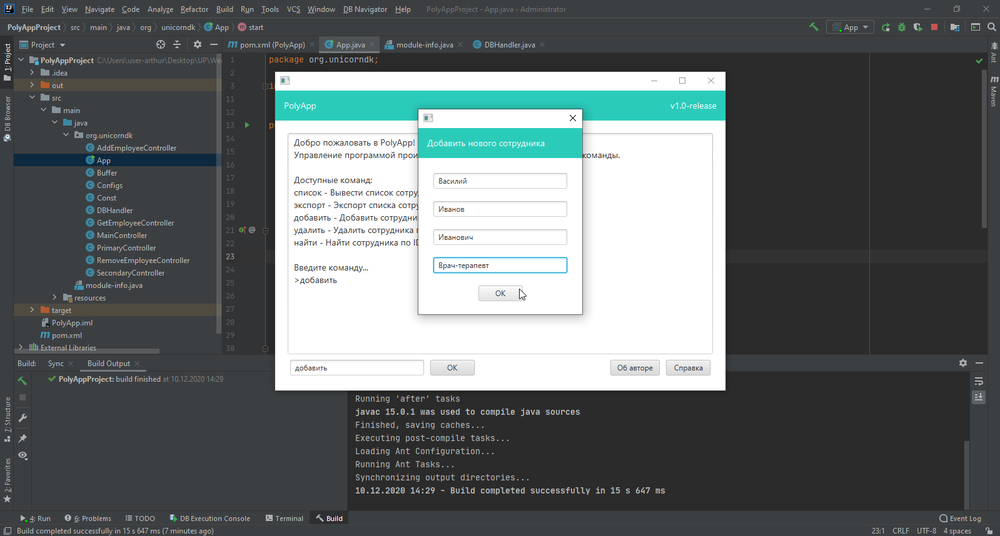 File Edit View Navigate Code Analyze Refactor Build Run Tools VCS Window DB Navigator Help PolyAppProject - App.java - Administrator
PolyAppProject src main java org unicorndk App start
App
Project
pom.xml (PolyApp) App.java module-info.java DBHandler.java
1: Project
DB Browser
7: Structure
2: Favorites
Ant
Maven
PolyAppProject C:\Users\user-arthur\Desktop\UP\We
.idea
out
src
main
java
org.unicorndk
AddEmployeeController
App
Buffer
Configs
Const
DBHandler
GetEmployeeController
MainController
PrimaryController
RemoveEmployeeController
SecondaryController
module-info.java
resources
target
PolyApp.iml
pom.xml
External Libraries
1 package org.unicorndk;
2
3
11
12
13
14
15
16
17
18
19
20
21 @
22
23
24
25
26
27
28
29
30
PolyApp v1.0-release
Добро пожаловать в PolyApp!
Управление программой прои команды.
Доступные команд:
список - Вывести список сотру
экспорт - Экспорт списка сотру
добавить - Добавить сотрудни
удалить - Удалить сотрудника
найти - Найти сотрудника по ID
Введите команду...
>добавить
добавить OK Об авторе Справка
Добавить нового сотрудника
Василий
Иванов
Иванович
Врач-терапевт
OK
Build: Sync Build Output
PolyAppProject: build finished at 10.12.2020 14:29
Running 'after' tasks
javac 15.0.1 was used to compile java sources
Finished, saving caches...
Executing post-compile tasks...
Loading Ant Configuration...
Running Ant Tasks...
Synchronizing output directories...
10.12.2020 14:29 - Build completed successfully in 15 s 647 ms
4: Run 6: Problems TODO DB Execution Console Terminal Build Event Log
Build completed successfully in 15 s 647 ms (7 minutes ago) 23:1 CRLF UTF-8 4 spaces